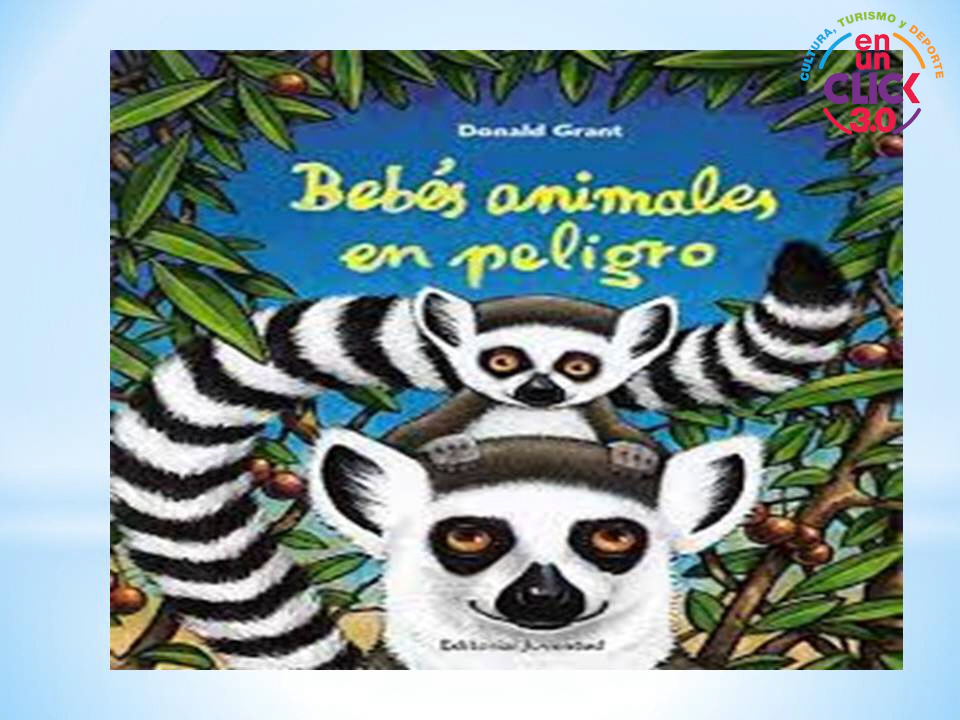 CULTURA, TURISMO y DEPORTE
en
un
CLICK
3.0
Donald Grant
Bebés animales
en peligro
Editorial Juventud